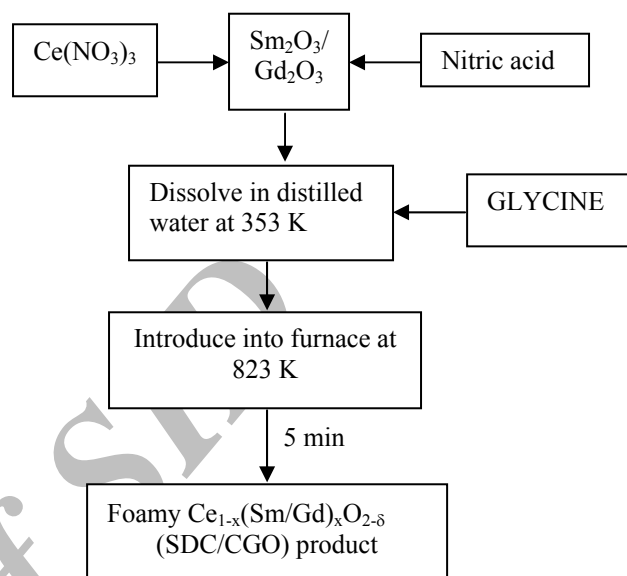 Ce(NO₃)₃
Sm₂O₃/
Gd₂O₃
Nitric acid
Dissolve in distilled
water at 353 K
GLYCINE
Introduce into furnace at
823 K
5 min
Foamy Ce₁₋ₓ(Sm/Gd)ₓO₂₋δ
(SDC/CGO) product
f SID